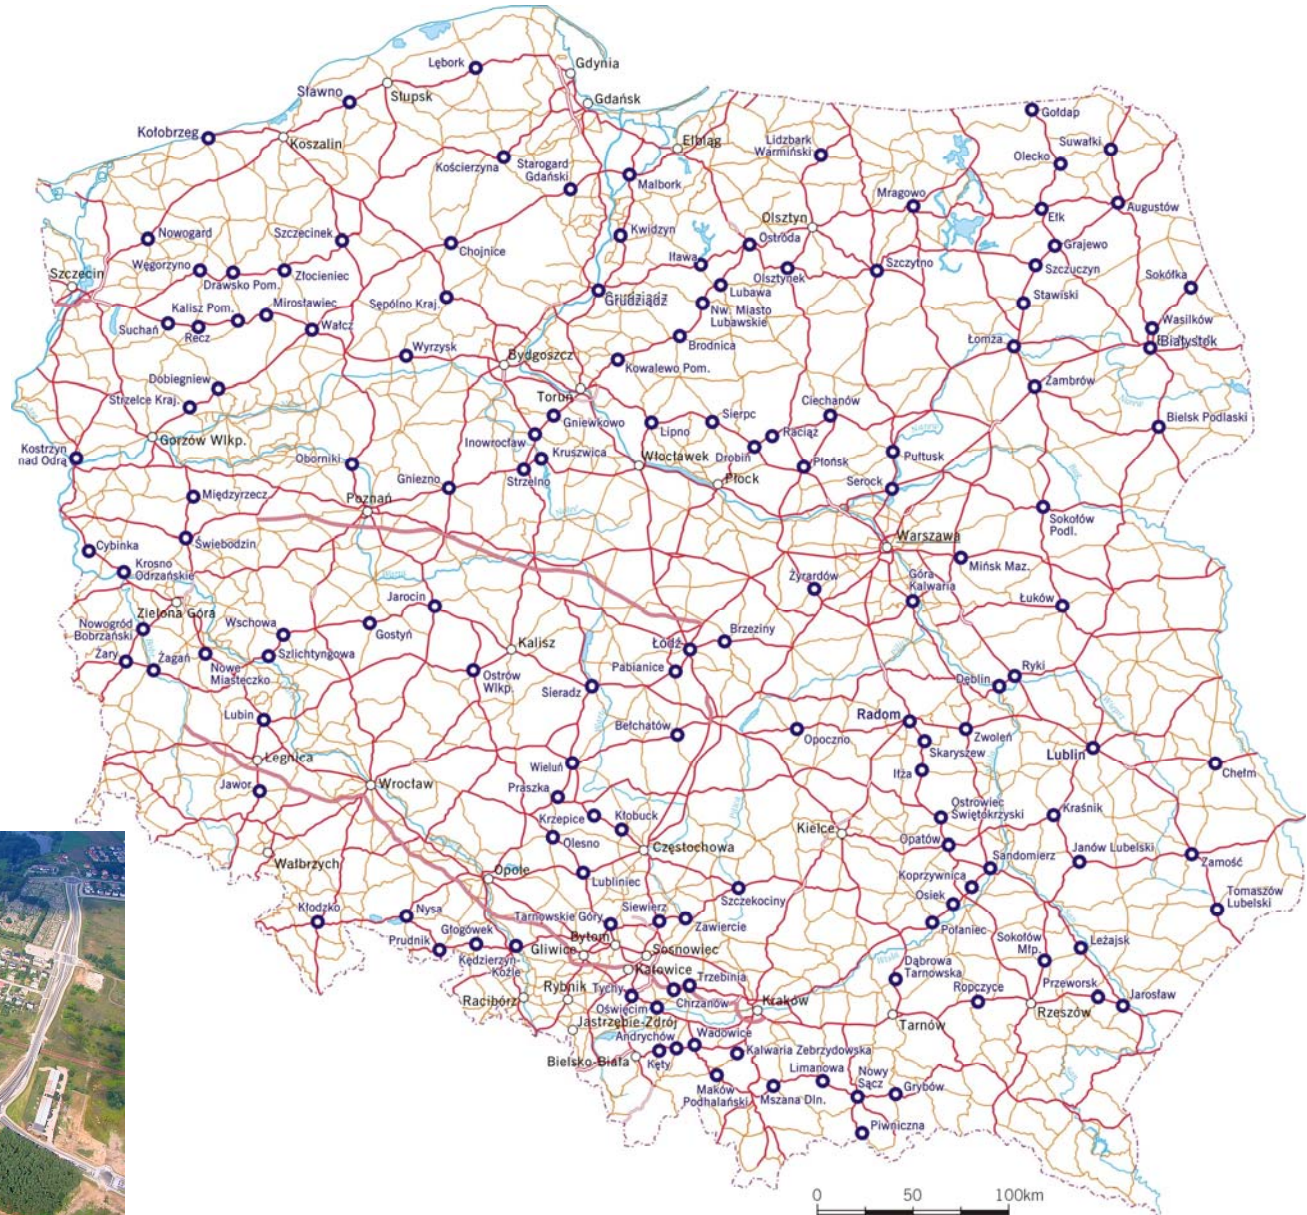 Gdynia
Lębork
Słupsk
Sławno
Gdańsk
Gołdap
Kołobrzeg
Koszalin
Elbląg
Lidzbark
Warmiński
Suwałki
Olecko
Kościerzyna
Starogard
Gdański
Malbork
Mragowo
Ełk
Augustów
Olsztyn
Nowogard
Szczecinek
Chojnice
Kwidzyn
Ostróda
Grajewo
Szczecin
Węgorzyno
Drawsko Pom.
Złocieniec
Iława
Olsztynek
Szczytno
Szczuczyn
Sokółka
Kalisz Pom.
Mirosławiec
Sępólno Kraj.
Grudziądz
Lubawa
Nw. Miasto
Lubawskie
Stawiski
Suchań
Recz
Wałcz
Wasilków
Białystok
Brodnica
Łomża
Wyrzysk
Bydgoszcz
Kowalewo Pom.
Dobiegniew
Strzelce Kraj.
Toruń
Zambrów
Ciechanów
Gniewkowo
Sierpc
Bielsk Podlaski
Gorzów Wlkp.
Inowrocław
Lipno
Raciąż
Kostrzyn
nad Odrą
Oborniki
Kruszwica
Włocławek
Drobin
Płońsk
Pułtusk
Gniezno
Strzelno
Płock
Serock
Międzyrzecz
Poznań
Sokołów
Podl.
Świebodzin
Warszawa
Cybinka
Krosno
Odrzańskie
Mińsk Maz.
Żyrardów
Góra
Kalwaria
Zielona Góra
Jarocin
Łuków
Nowogród
Bobrzański
Wschowa
Gostyń
Brzeziny
Łódź
Kalisz
Żary
Żagań
Nowe
Miasteczko
Szlichtyngowa
Pabianice
Ryki
Ostrów
Wlkp.
Sieradz
Dęblin
Lubin
Bełchatów
Radom
Opoczno
Zwoleń
Skaryszew
Lublin
Legnica
Wieluń
Iłża
Chełm
Jawor
Wrocław
Praszka
Krzepice
Kłobuck
Ostrowiec
Świętokrzyski
Kraśnik
Kielce
Olesno
Opatów
Częstochowa
Wałbrzych
Sandomierz
Janów Lubelski
Zamość
Opole
Lubliniec
Koprzywnica
Szczekociny
Osiek
Tomaszów
Lubelski
Kłodzko
Nysa
Tarnowskie Góry
Siewierz
Zawiercie
Połaniec
Głogówek
Prudnik
Bytom
Sosnowiec
Sokołów
Młp.
Leżajsk
Kędzierzyn-
Koźle
Gliwice
Katowice
Dąbrowa
Tarnowska
Trzebinia
Ropczyce
Przeworsk
Racibórz
Rybnik
Tychy
Chrzanów
Kraków
Jarosław
Oświęcim
Tarnów
Rzeszów
Jastrzębie-Zdrój
Andrychów
Wadowice
Bielsko-Biała
Kęty
Kalwaria Zebrzydowska
Limanowa
Nowy
Sącz
Grybów
Maków
Podhalański
Mszana Dln.
Piwniczna
0 50 100km